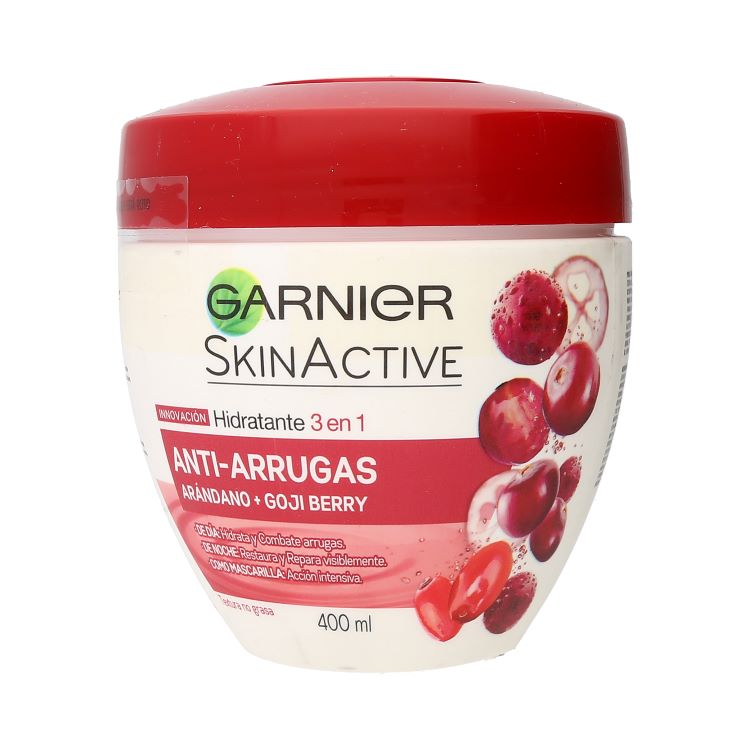 GARNIER
SKINACTIVE
INNOVACIÓN Hidratante 3 en 1
ANTI-ARRUGAS
ARÁNDANO + GOJI BERRY
DE DÍA: Hidrata y Combate arrugas.
DE NOCHE: Restaura y Repara visiblemente.
COMO MASCARILLA: Acción intensiva.
Textura no grasa
400 ml